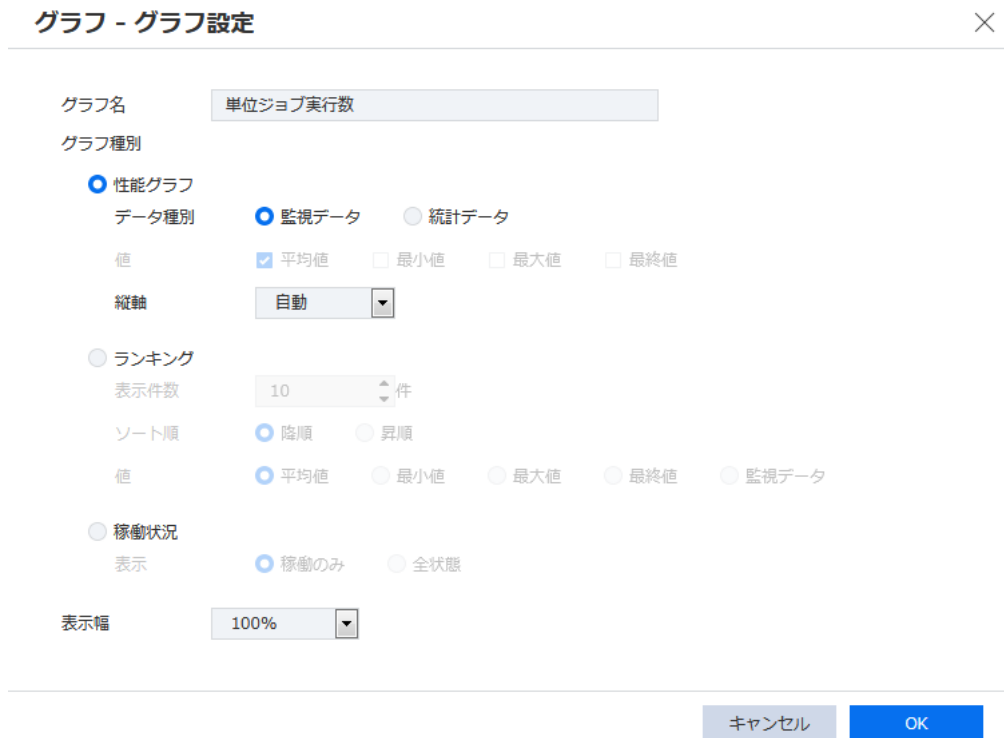 グラフ - グラフ設定
グラフ名 単位ジョブ実行数
グラフ種別
性能グラフ
データ種別 監視データ 統計データ
値 平均値 最小値 最大値 最終値
縦軸 自動
ランキング
表示件数 10 件
ソート順 降順 昇順
値 平均値 最小値 最大値 最終値 監視データ
稼働状況
表示 稼働のみ 全状態
表示幅 100%
キャンセル OK